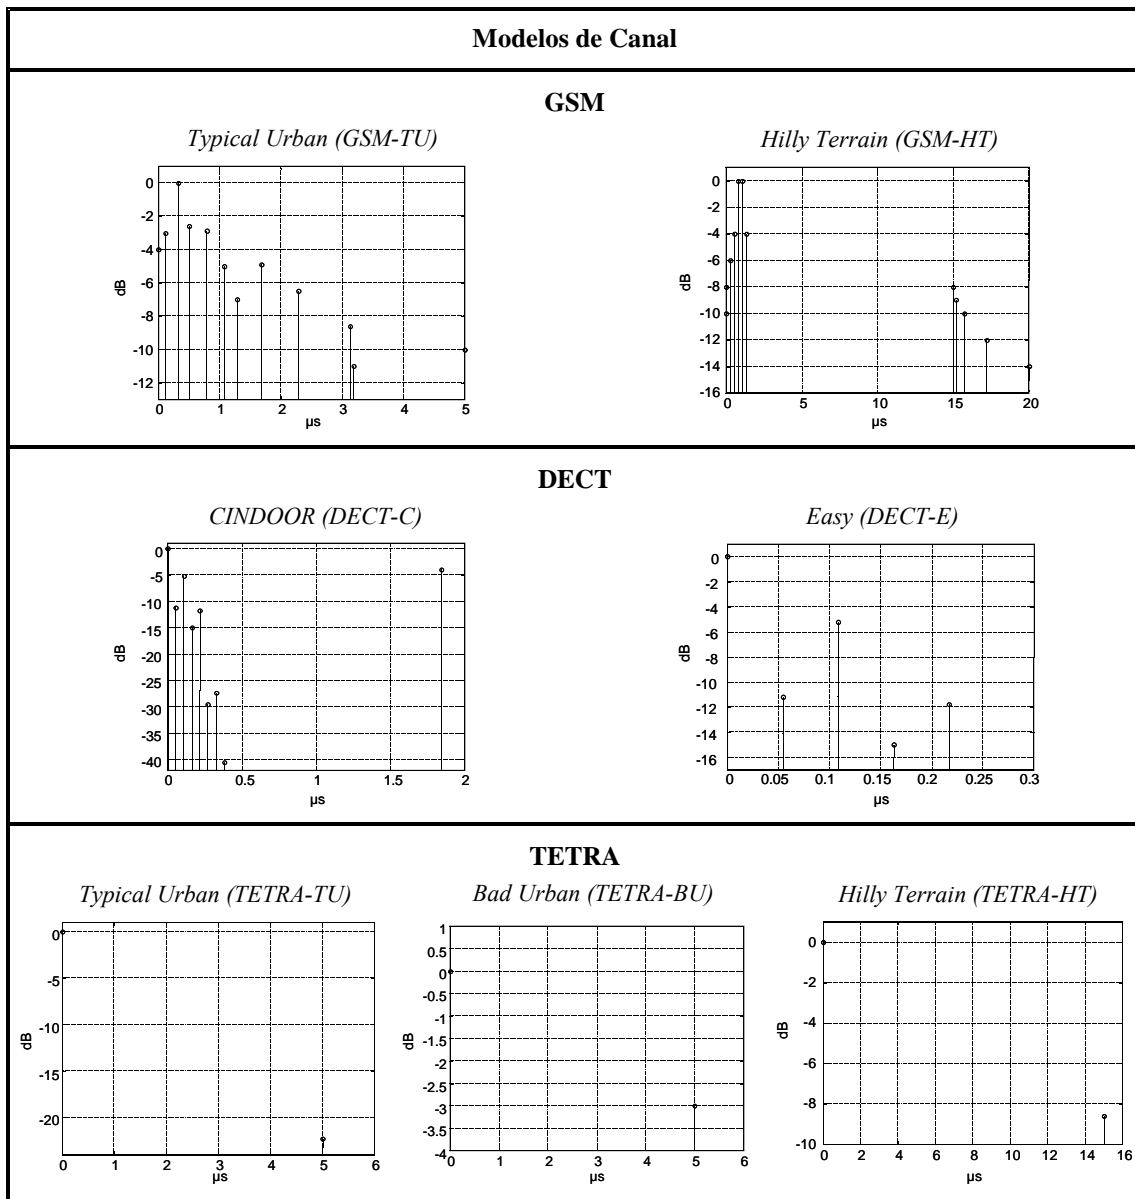 Modelos de Canal
GSM
Typical Urban (GSM-TU)
Hilly Terrain (GSM-HT)
0
-2
-4
-6
-8
-10
-12
dB
0 1 2 3 4 5
µs
0
-2
-4
-6
-8
-10
-12
-14
-16
dB
0 5 10 15 20
µs
DECT
CINDOOR (DECT-C)
Easy (DECT-E)
0
-5
-10
-15
-20
-25
-30
-35
-40
dB
0 0.5 1 1.5 2
µs
0
-2
-4
-6
-8
-10
-12
-14
-16
dB
0 0.05 0.1 0.15 0.2 0.25 0.3
µs
TETRA
Typical Urban (TETRA-TU)
Bad Urban (TETRA-BU)
Hilly Terrain (TETRA-HT)
0
-5
-10
-15
-20
dB
0 1 2 3 4 5 6
µs
1
0.5
0
-0.5
-1
-1.5
-2
-2.5
-3
-3.5
-4
dB
0 1 2 3 4 5 6
µs
0
-2
-4
-6
-8
-10
dB
0 2 4 6 8 10 12 14 16
µs